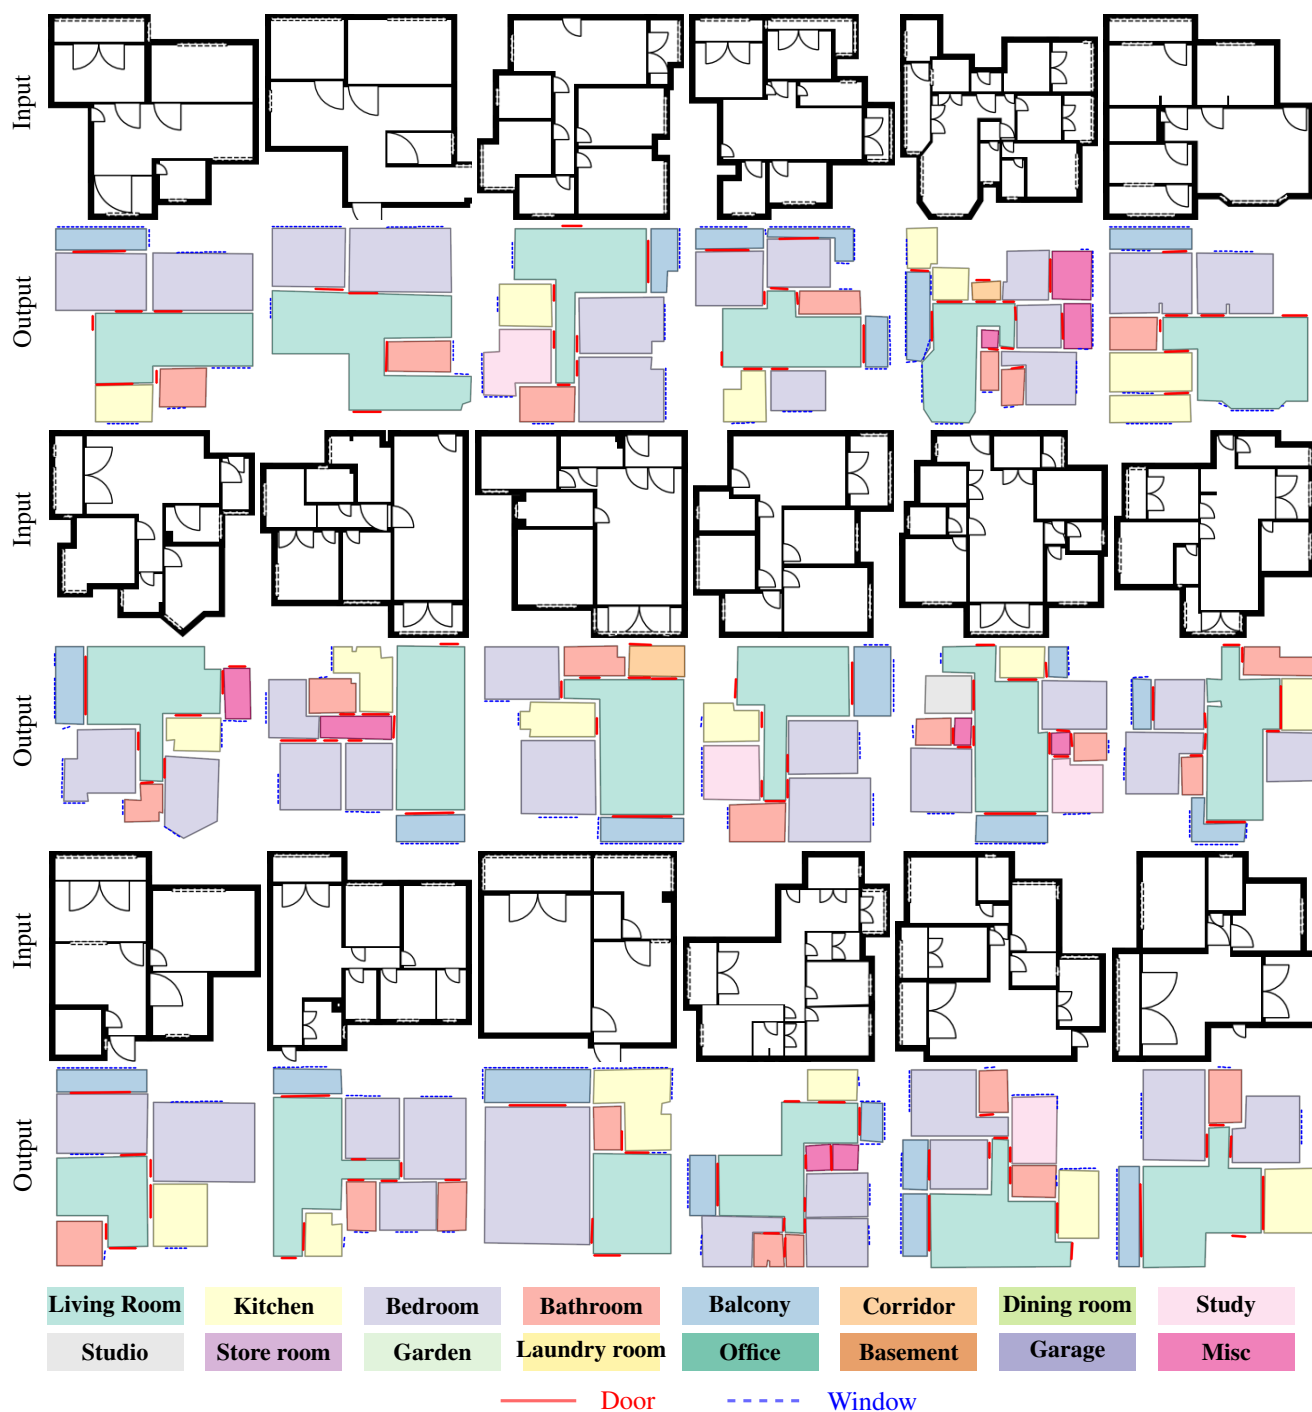 Input
Output
Input
Output
Input
Output
Living Room Kitchen Bedroom Bathroom Balcony Corridor Dining room Study
Studio Store room Garden Laundry room Office Basement Garage Misc
Door Window